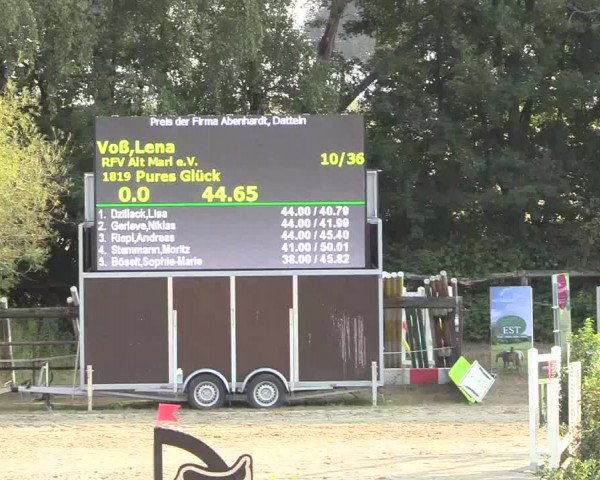 Preis der Firma Abenhardt, Datteln
Voß,Lena
RFV Alt Marl e.V. 10/36
1819 Pures Glück
0.0 44.65
1. Dzillack,Lisa 44.00 / 40.79
2. Gerleve,Niklas 44.00 / 41.99
3. Riepl,Andreas 44.00 / 45.40
4. Stemmann,Moritz 41.00 / 50.01
5. Böselt,Sophie-Marie 38.00 / 45.82
EST